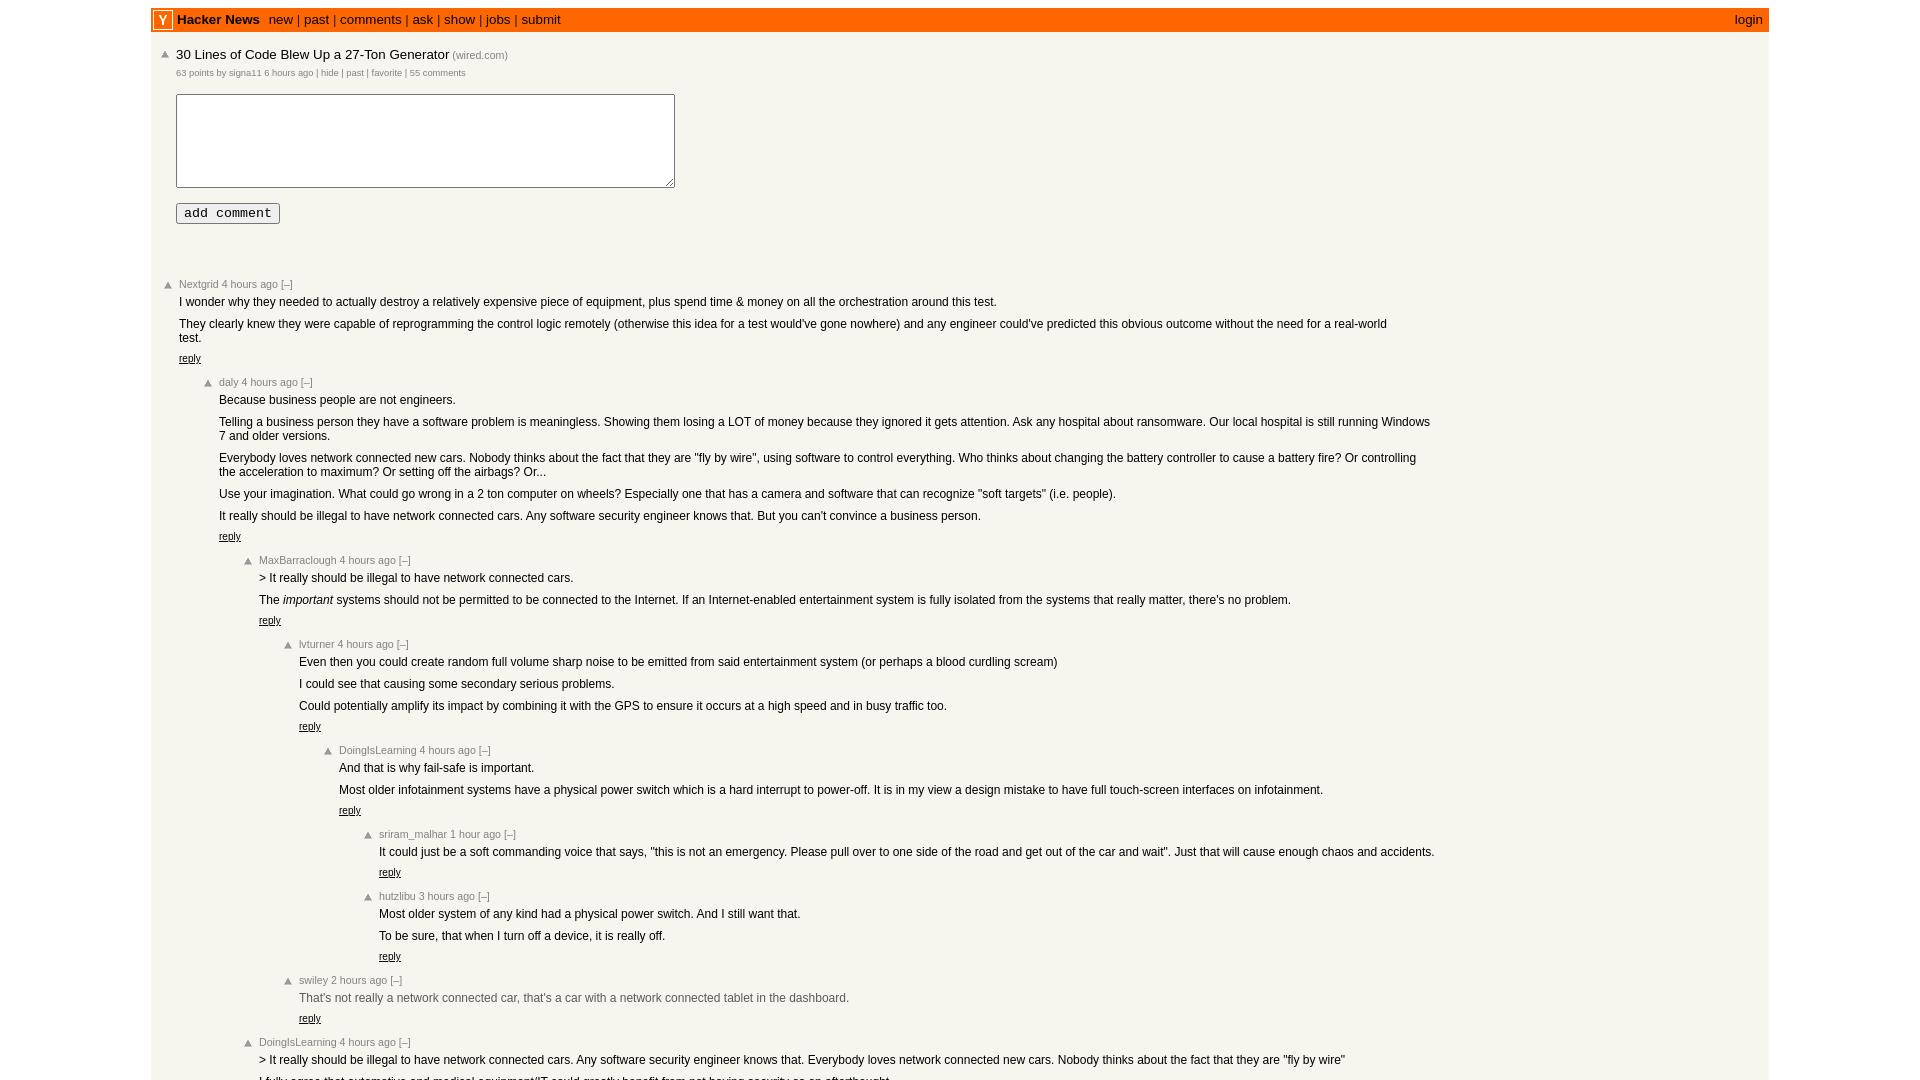 Y Hacker News new | past | comments | ask | show | jobs | submit login
30 Lines of Code Blew Up a 27-Ton Generator (wired.com)
63 points by signa11 6 hours ago | hide | past | favorite | 55 comments
add comment
Nextgrid 4 hours ago [–]
I wonder why they needed to actually destroy a relatively expensive piece of equipment, plus spend time & money on all the orchestration around this test.
They clearly knew they were capable of reprogramming the control logic remotely (otherwise this idea for a test would've gone nowhere) and any engineer could've predicted this obvious outcome without the need for a real-world
test.
reply
daly 4 hours ago [–]
Because business people are not engineers.
Telling a business person they have a software problem is meaningless. Showing them losing a LOT of money because they ignored it gets attention. Ask any hospital about ransomware. Our local hospital is still running Windows
7 and older versions.
Everybody loves network connected new cars. Nobody thinks about the fact that they are "fly by wire", using software to control everything. Who thinks about changing the battery controller to cause a battery fire? Or controlling
the acceleration to maximum? Or setting off the airbags? Or...
Use your imagination. What could go wrong in a 2 ton computer on wheels? Especially one that has a camera and software that can recognize "soft targets" (i.e. people).
It really should be illegal to have network connected cars. Any software security engineer knows that. But you can't convince a business person.
reply
MaxBarraclough 4 hours ago [–]
> It really should be illegal to have network connected cars.
The important systems should not be permitted to be connected to the Internet. If an Internet-enabled entertainment system is fully isolated from the systems that really matter, there's no problem.
reply
lvturner 4 hours ago [–]
Even then you could create random full volume sharp noise to be emitted from said entertainment system (or perhaps a blood curdling scream)
I could see that causing some secondary serious problems.
Could potentially amplify its impact by combining it with the GPS to ensure it occurs at a high speed and in busy traffic too.
reply
DoingIsLearning 4 hours ago [–]
And that is why fail-safe is important.
Most older infotainment systems have a physical power switch which is a hard interrupt to power-off. It is in my view a design mistake to have full touch-screen interfaces on infotainment.
reply
sriram_malhar 1 hour ago [–]
It could just be a soft commanding voice that says, "this is not an emergency. Please pull over to one side of the road and get out of the car and wait". Just that will cause enough chaos and accidents.
reply
hutzlibu 3 hours ago [–]
Most older system of any kind had a physical power switch. And I still want that.
To be sure, that when I turn off a device, it is really off.
reply
swiley 2 hours ago [–]
That's not really a network connected car, that's a car with a network connected tablet in the dashboard.
reply
DoingIsLearning 4 hours ago [–]
> It really should be illegal to have network connected cars. Any software security engineer knows that. Everybody loves network connected new cars. Nobody thinks about the fact that they are "fly by wire"
I fully agree that automotive and medical equipment/IT could greatly benefit from not having security as an afterthought.